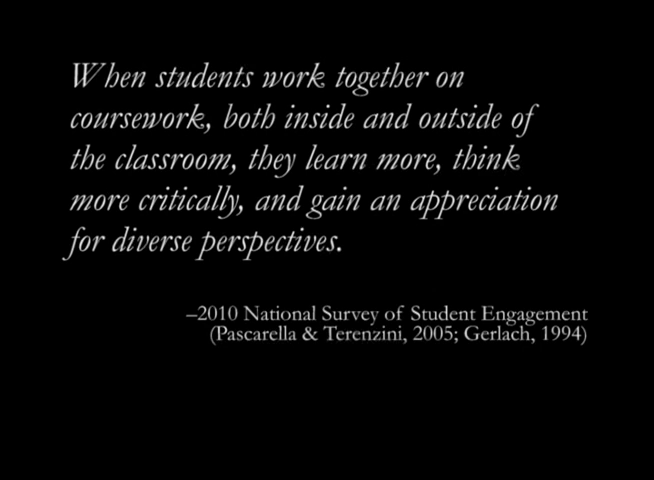 When students work together on
coursework, both inside and outside of
the classroom, they learn more, think
more critically, and gain an appreciation
for diverse perspectives.
–2010 National Survey of Student Engagement
(Pascarella & Terenzini, 2005; Gerlach, 1994)